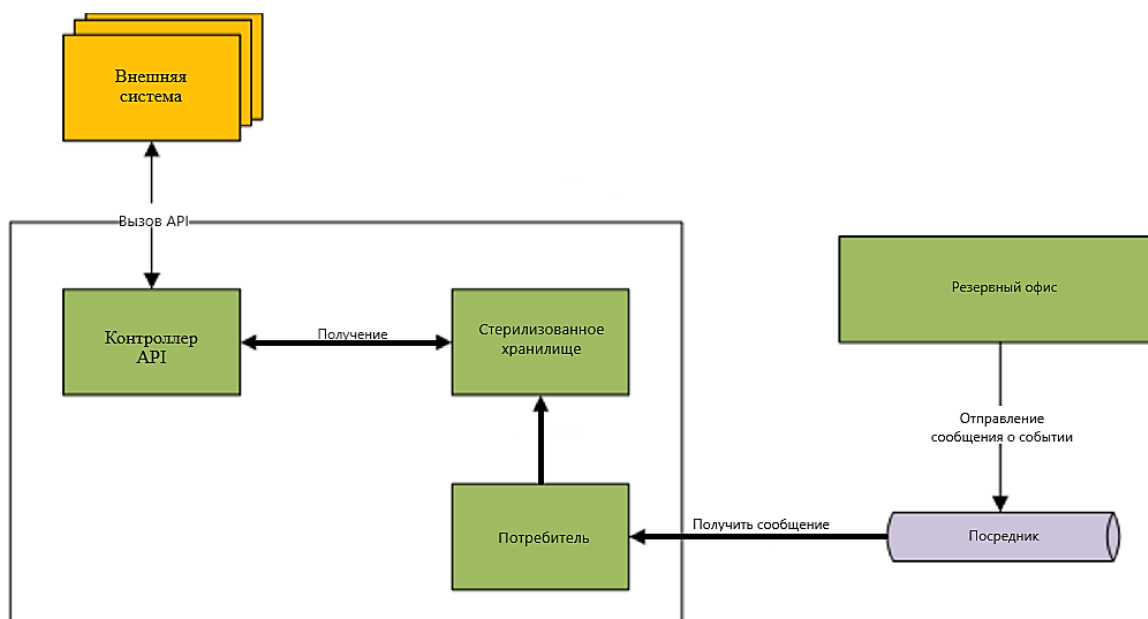 Внешняя
система
Вызов API
Резервный офис
Контроллер
API
Получение
Стерилизованное
хранилище
Отправление
сообщения о событии
Потребитель
Получить сообщение
Посредник